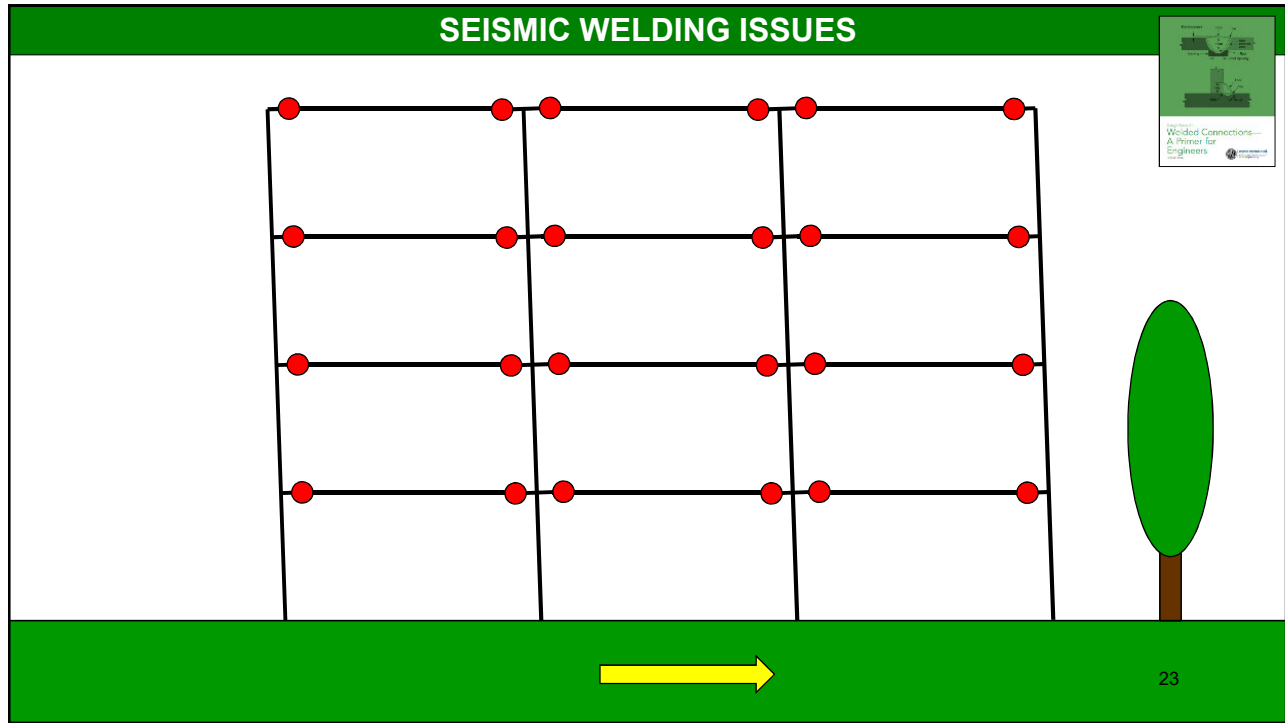 SEISMIC WELDING ISSUES
Welded Connections—
A Primer for
Engineers
23